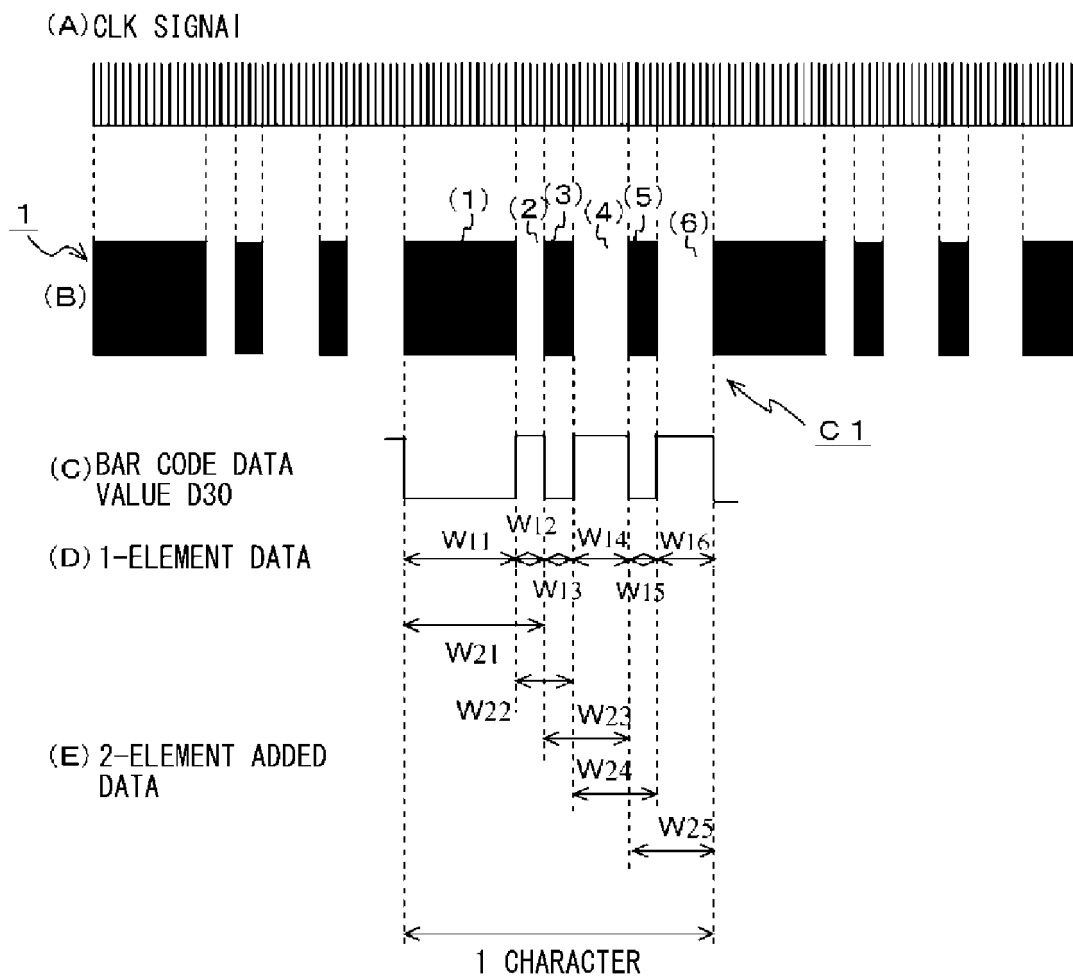 (A) CLK SIGNAl
(1)
(2)
(3)
(4)
(5)
(6)
1
(B)
C 1
(C) BAR CODE DATA
VALUE D30
W11
W12
W14
W16
(D) 1-ELEMENT DATA
W13
W15
W21
W22
W23
(E) 2-ELEMENT ADDED
DATA
W24
W25
1 CHARACTER